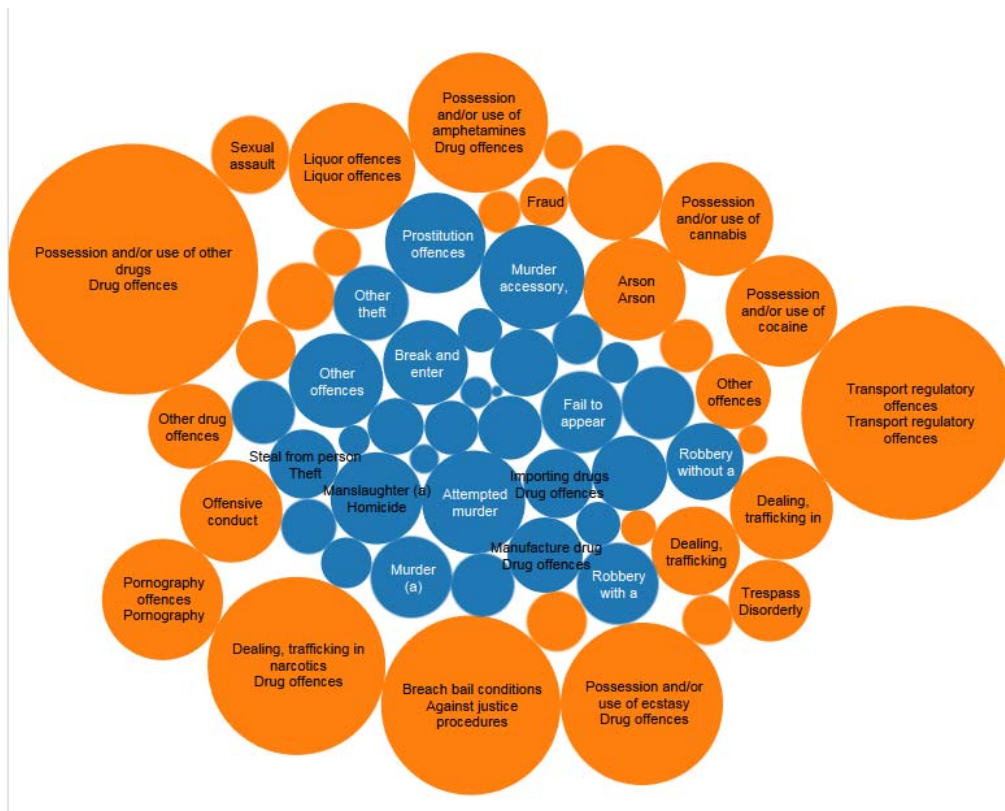 Possession
and/or use of
amphetamines
Drug offences
Sexual
assault
Liquor offences
Liquor offences
Fraud
Possession
and/or use of
cannabis
Prostitution
offences
Possession and/or use of other
drugs
Drug offences
Murder
accessory,
Arson
Arson
Other
theft
Possession
and/or use of
cocaine
Break and
enter
Other
offences
Other
offences
Transport regulatory
offences
Transport regulatory
offences
Fail to
appear
Other drug
offences
Steal from person
Theft
Robbery
without a
Manslaughter (a)
Homicide
Attempted
murder
Importing drugs
Drug offences
Offensive
conduct
Dealing,
trafficking in
Manufacture drug
Drug offences
Dealing,
trafficking
Murder
(a)
Robbery
with a
Pornography
offences
Pornography
Trespass
Disorderly
Dealing, trafficking in
narcotics
Drug offences
Breach bail conditions
Against justice
procedures
Possession and/or
use of ecstasy
Drug offences